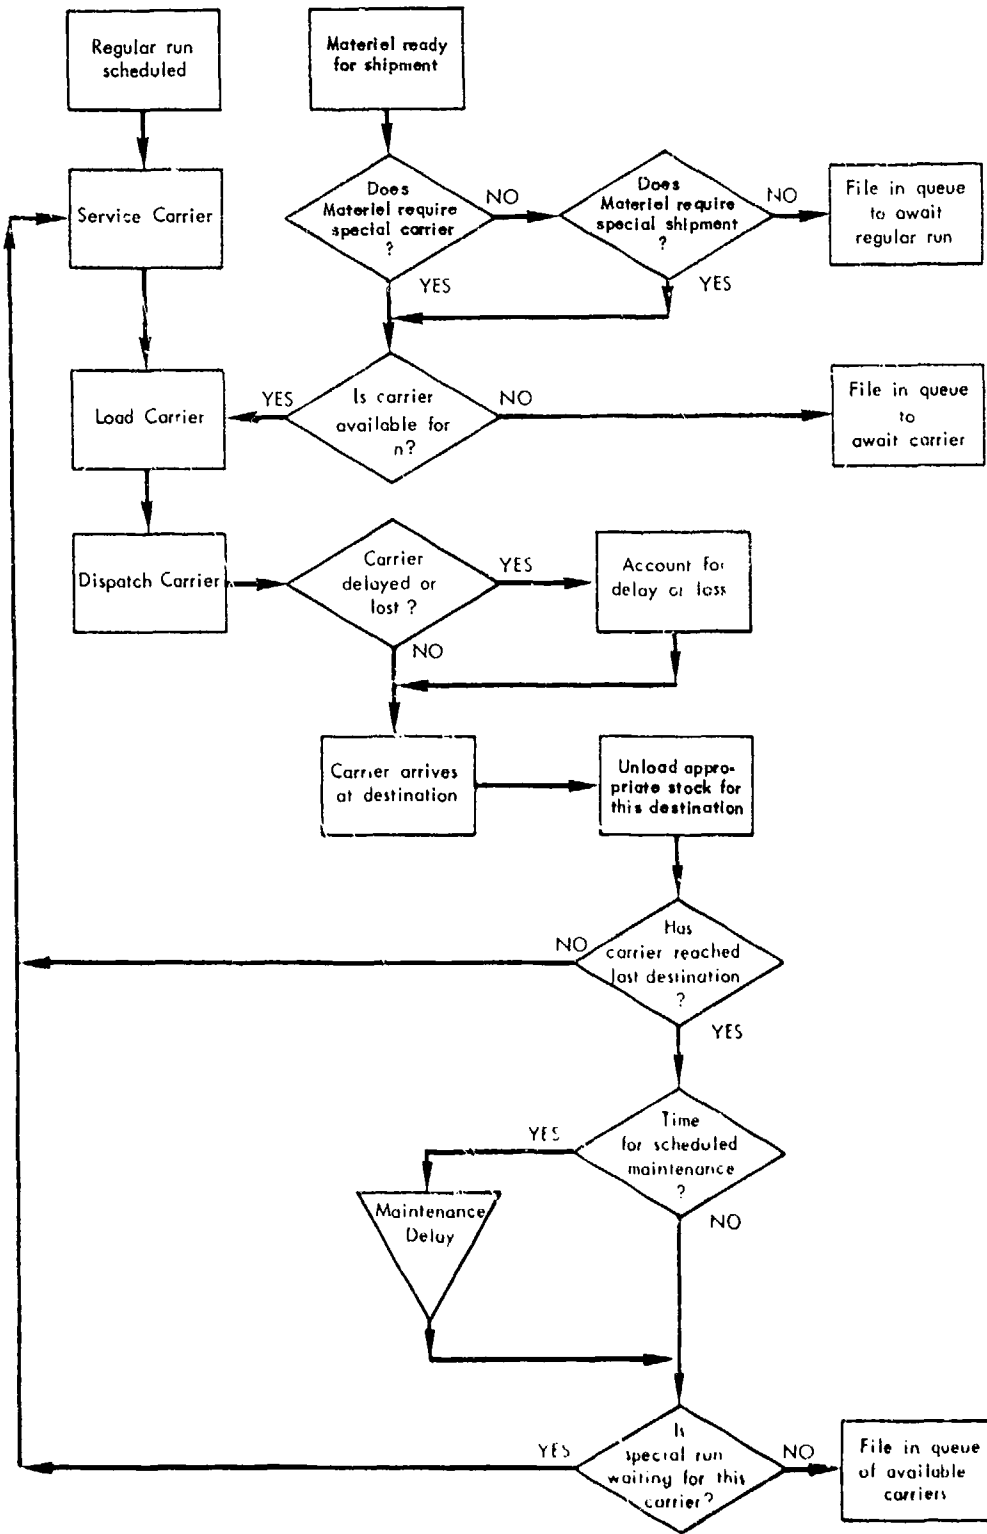 Regular run
scheduled
Materiel ready
for shipment
Service Carrier
Does
Materiel require
special carrier
?
NO
YES
Does
Materiel require
special shipment
?
NO
YES
File in queue
to await
regular run
Load Carrier
YES
Is carrier
available for
n?
NO
File in queue
to
await carrier
Dispatch Carrier
Carrier
delayed or
lost ?
YES
NO
Account for
delay or loss
Carrier arrives
at destination
Unload appro-
priate stock for
this destination
Has
carrier reached
last destination
?
NO
YES
Time
for scheduled
maintenance
?
YES
NO
Maintenance
Delay
Is
special run
waiting for this
carrier?
YES
NO
File in queue
of available
carriers